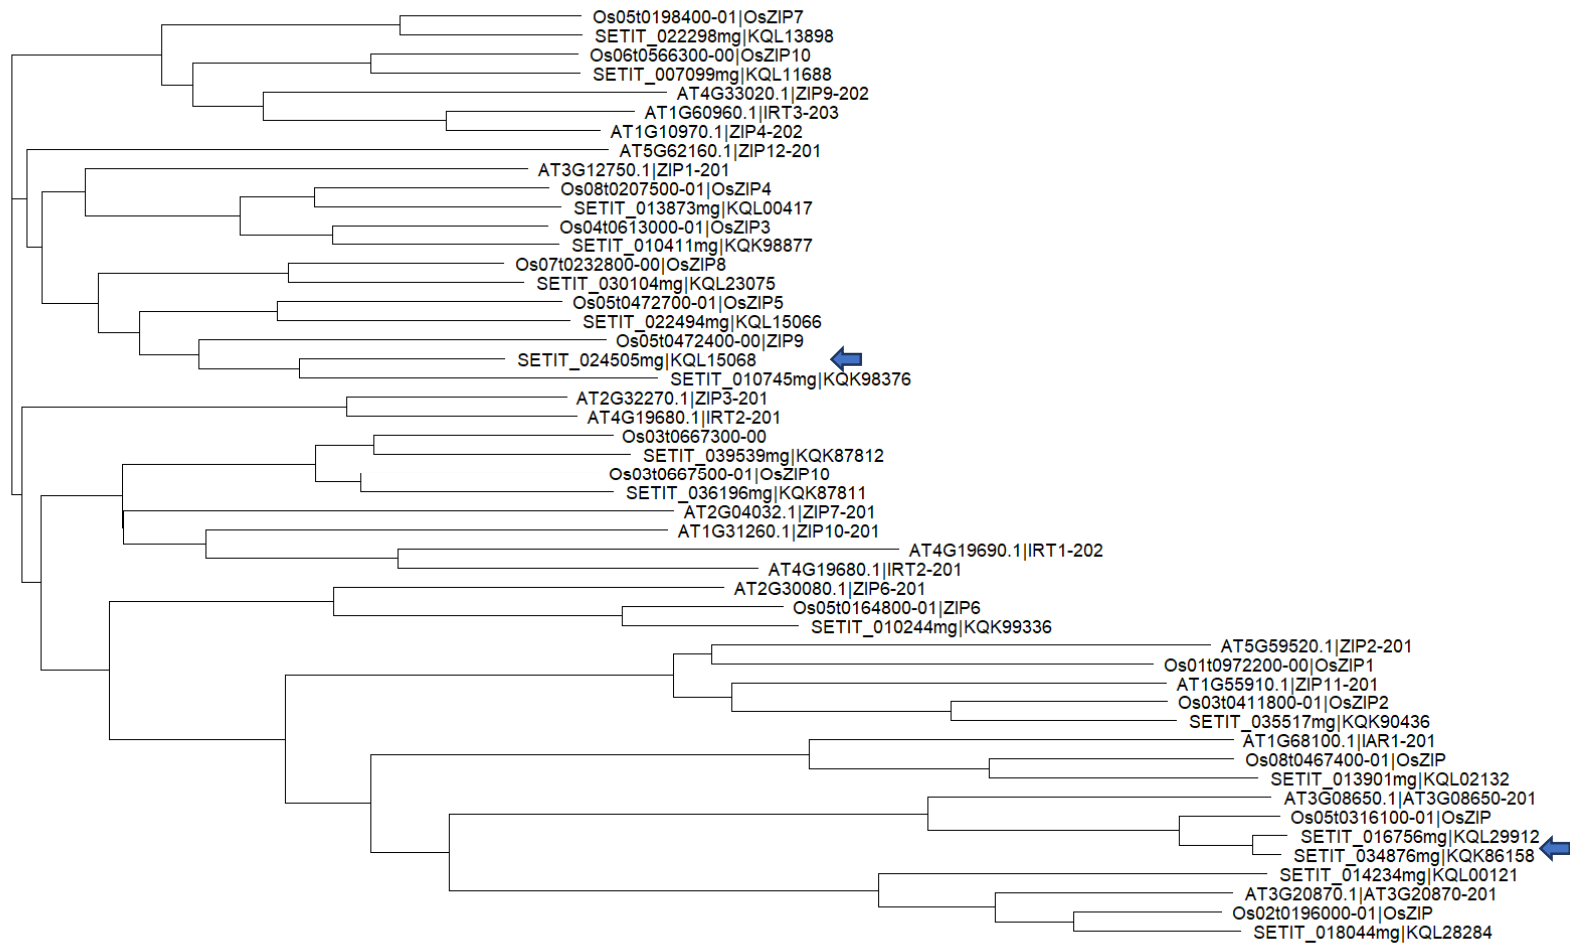 Os05t0198400-01|OsZIP7
SETIT_022298mg|KQL13898
Os06t0566300-00|OsZIP10
SETIT_007099mg|KQL11688
AT4G33020.1|ZIP9-202
AT1G60960.1|IRT3-203
AT1G10970.1|ZIP4-202
AT5G62160.1|ZIP12-201
AT3G12750.1|ZIP1-201
Os08t0207500-01|OsZIP4
SETIT_013873mg|KQL00417
Os04t0613000-01|OsZIP3
SETIT_010411mg|KQK98877
Os07t0232800-00|OsZIP8
SETIT_030104mg|KQL23075
Os05t0472700-01|OsZIP5
SETIT_022494mg|KQL15066
Os05t0472400-00|ZIP9
SETIT_024505mg|KQL15068
SETIT_010745mg|KQK98376
AT2G32270.1|ZIP3-201
AT4G19680.1|IRT2-201
Os03t0667300-00
SETIT_039539mg|KQK87812
Os03t0667500-01|OsZIP10
SETIT_036196mg|KQK87811
AT2G04032.1|ZIP7-201
AT1G31260.1|ZIP10-201
AT4G19690.1|IRT1-202
AT4G19680.1|IRT2-201
AT2G30080.1|ZIP6-201
Os05t0164800-01|ZIP6
SETIT_010244mg|KQK99336
AT5G59520.1|ZIP2-201
Os01t0972200-00|OsZIP1
AT1G55910.1|ZIP11-201
Os03t0411800-01|OsZIP2
SETIT_035517mg|KQK90436
AT1G68100.1|IAR1-201
Os08t0467400-01|OsZIP
SETIT_013901mg|KQL02132
AT3G08650.1|AT3G08650-201
Os05t0316100-01|OsZIP
SETIT_016756mg|KQL29912
SETIT_034876mg|KQK86158
SETIT_014234mg|KQL00121
AT3G20870.1|AT3G20870-201
Os02t0196000-01|OsZIP
SETIT_018044mg|KQL28284